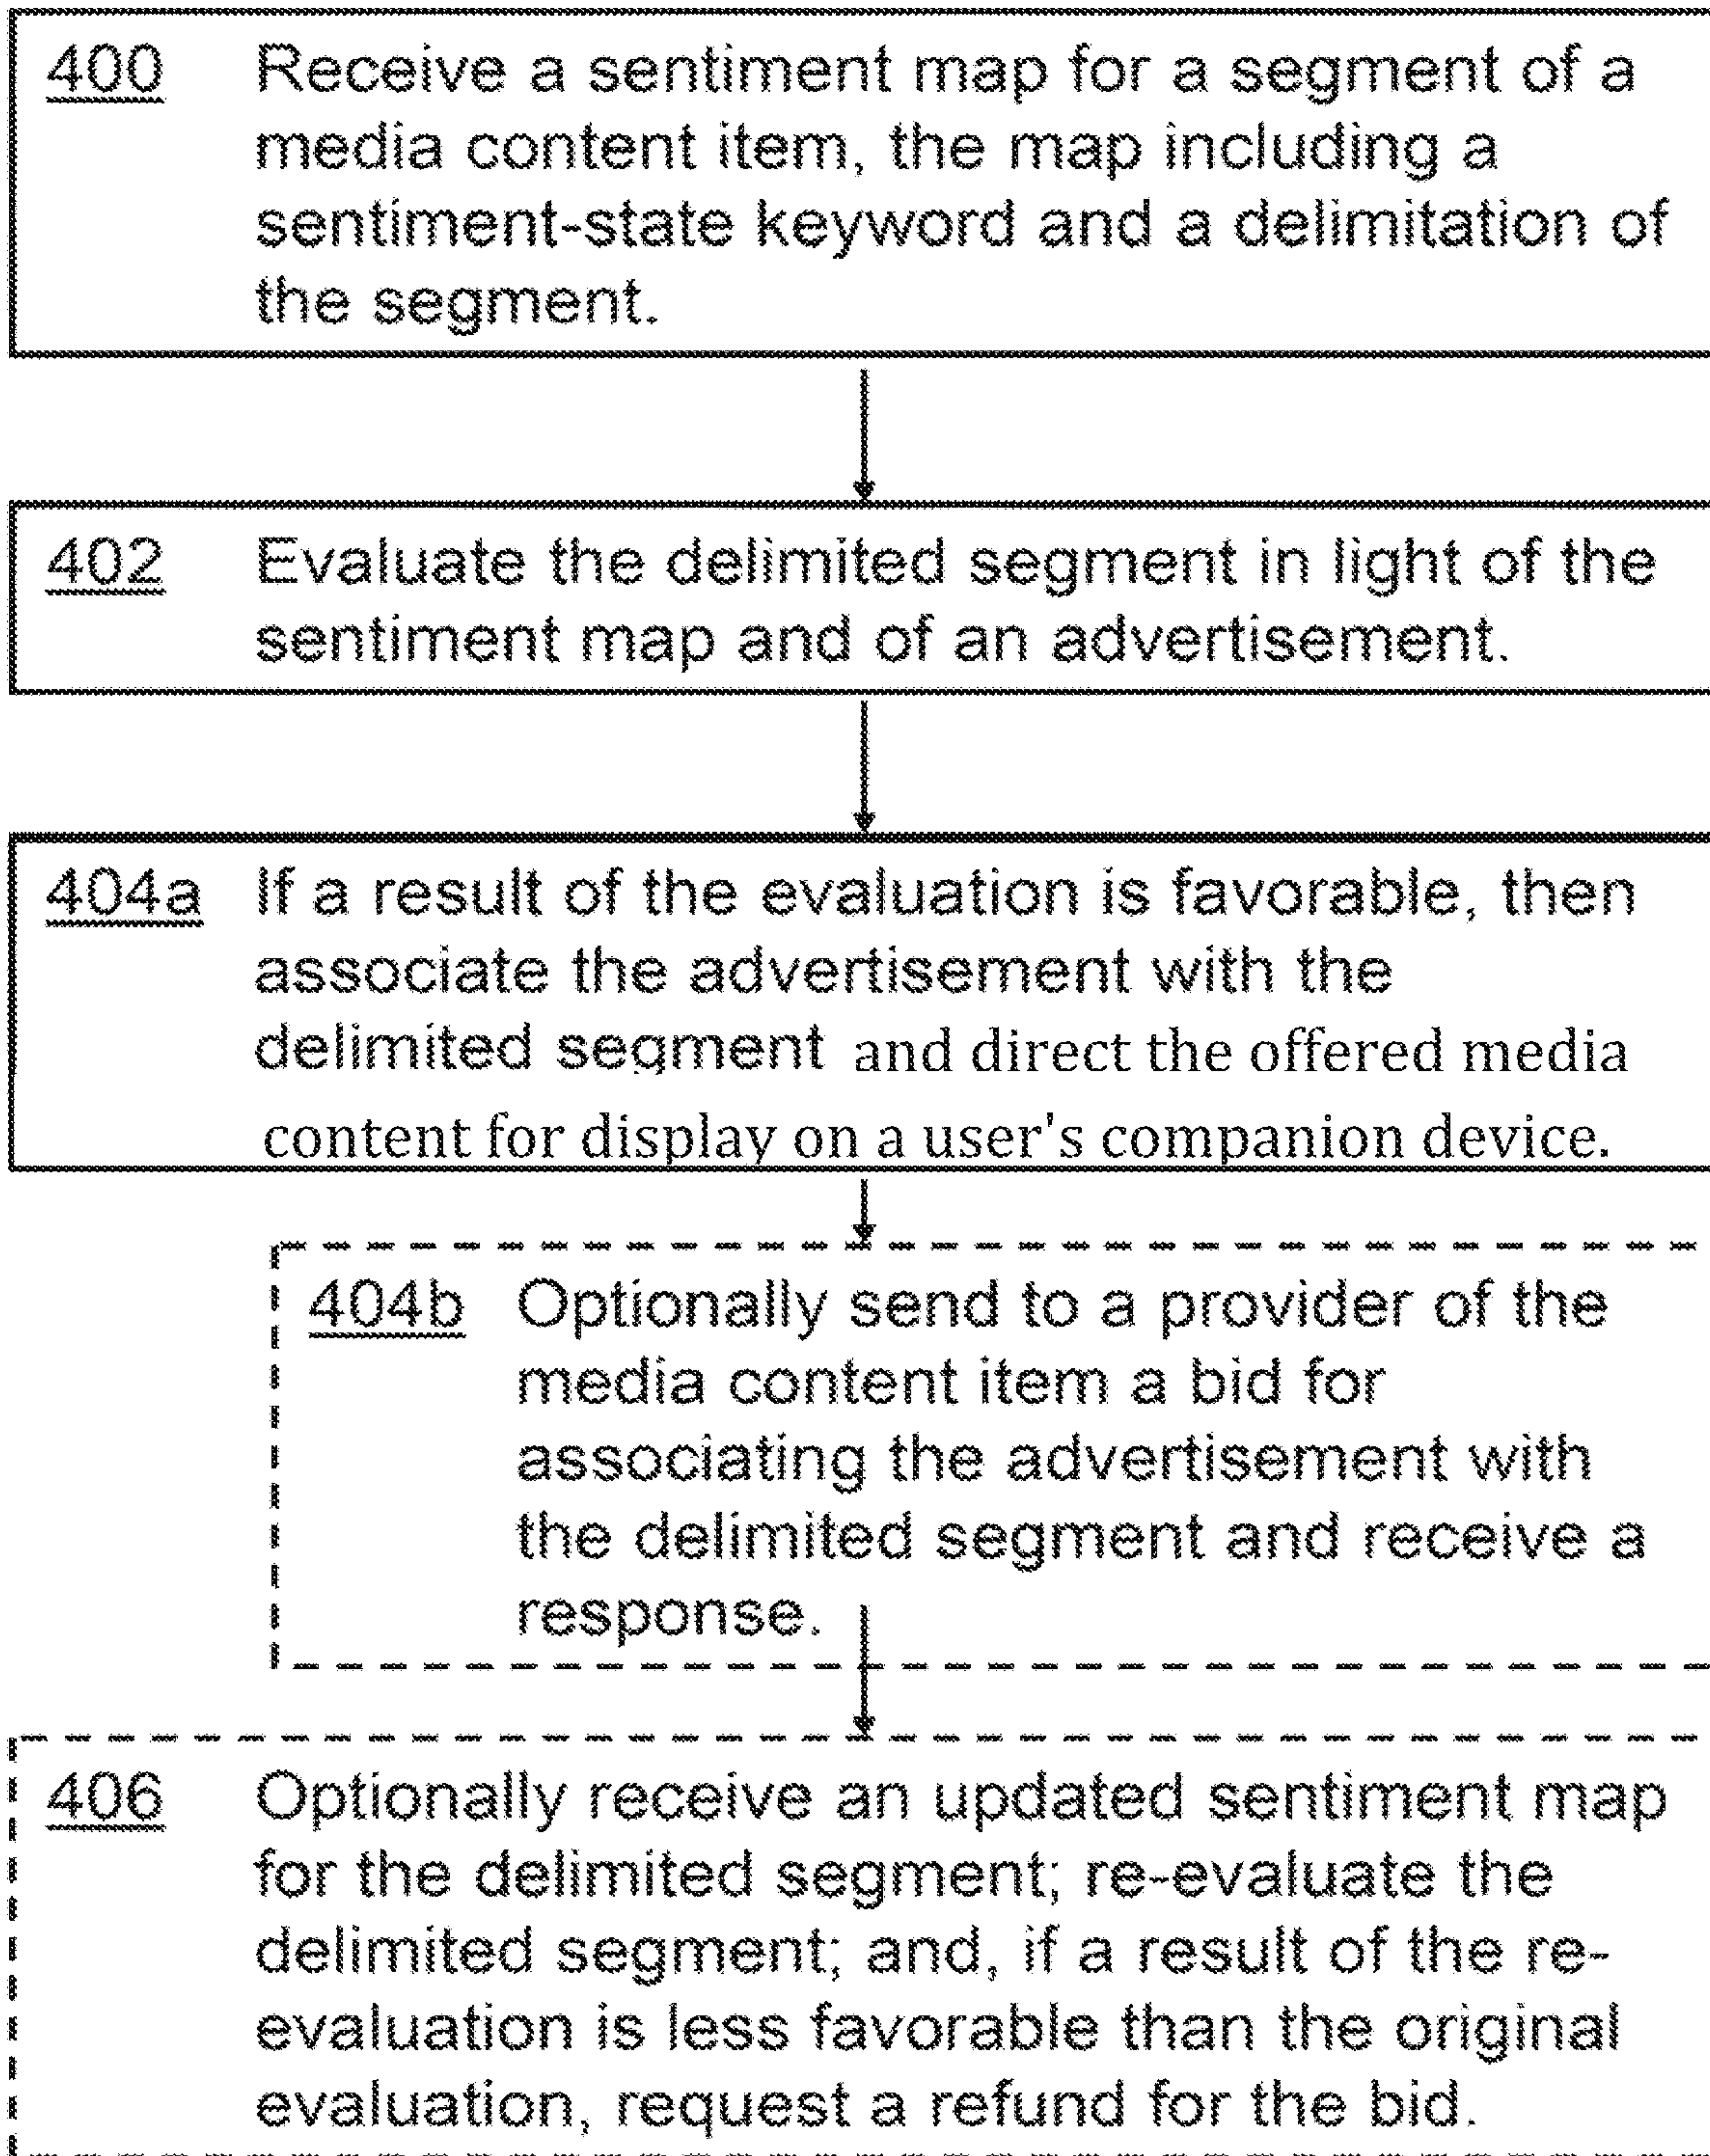 400 Receive a sentiment map for a segment of a
media content item, the map including a
sentiment-state keyword and a delimitation of
the segment.
402 Evaluate the delimited segment in light of the
sentiment map and of an advertisement.
404a If a result of the evaluation is favorable, then
associate the advertisement with the
delimited segment and direct the offered media
content for display on a user's companion device.
404b Optionally send to a provider of the
media content item a bid for
associating the advertisement with
the delimited segment and receive a
response.
406 Optionally receive an updated sentiment map
for the delimited segment; re-evaluate the
delimited segment; and, if a result of the re-
evaluation is less favorable than the original
evaluation, request a refund for the bid.